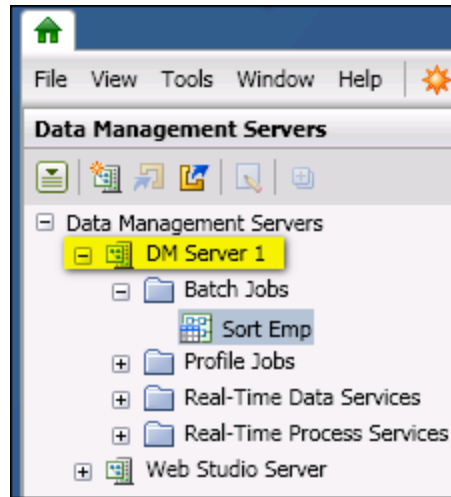 File View Tools Window Help
Data Management Servers
Data Management Servers
DM Server 1
Batch Jobs
Sort Emp
Profile Jobs
Real-Time Data Services
Real-Time Process Services
Web Studio Server